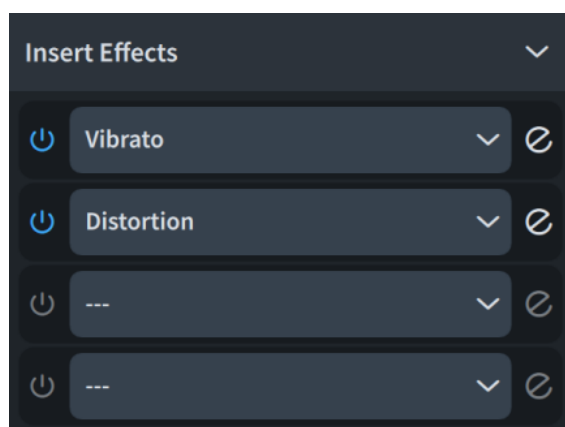 Insert Effects
Vibrato
Distortion
---
---